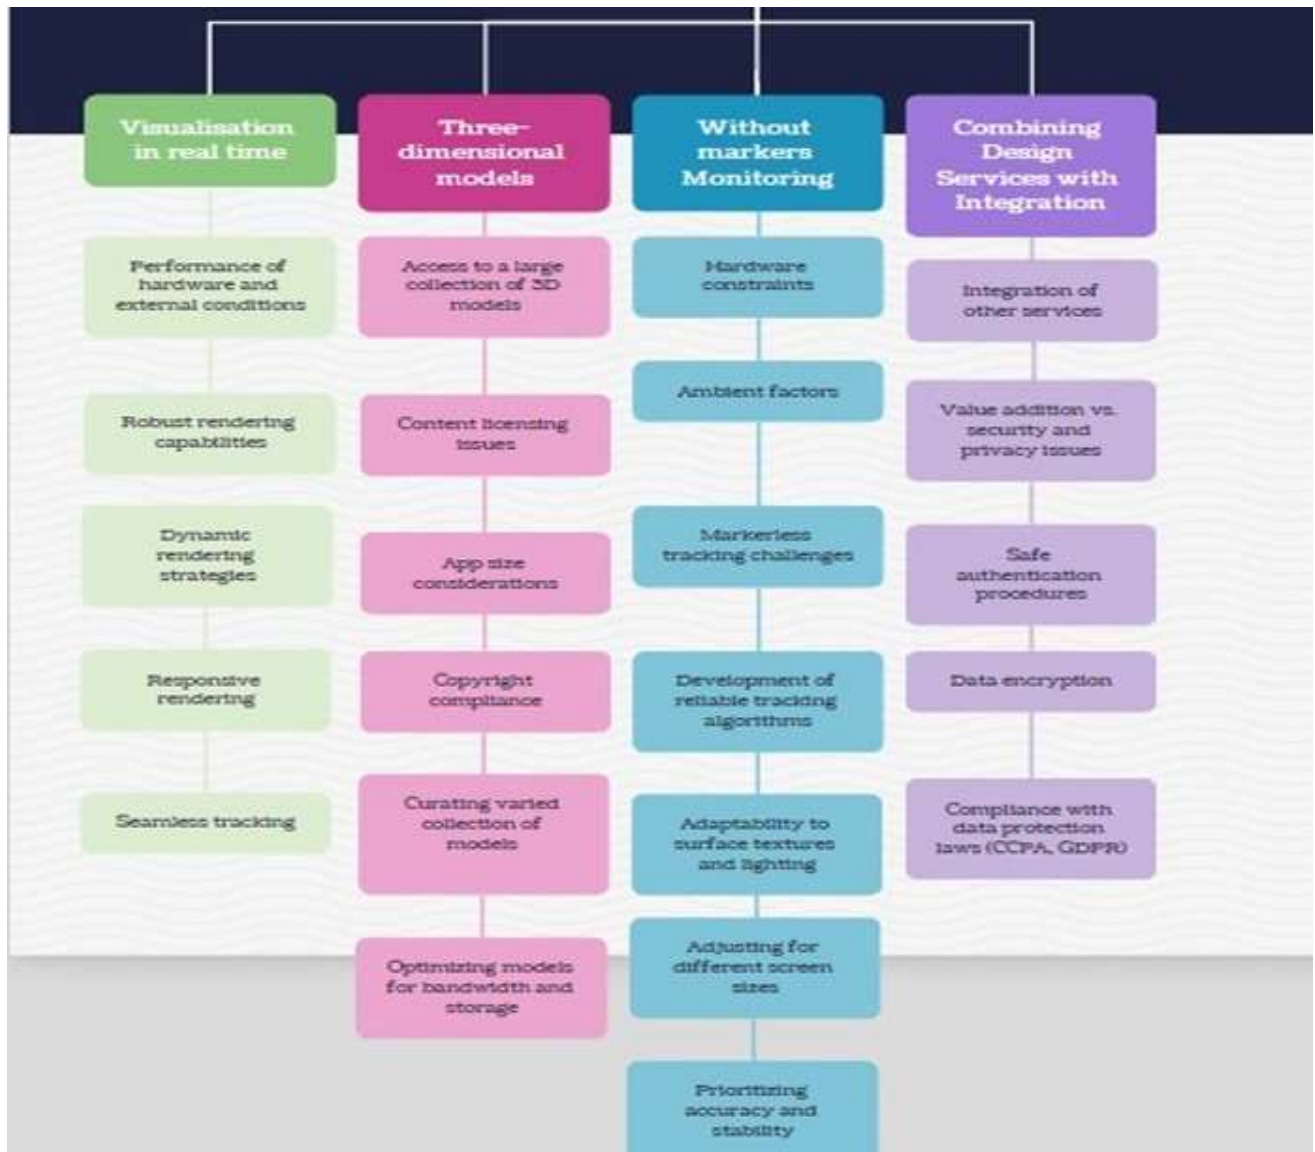 Visualisation
in real time
Performance of
hardware and
external conditions
Robust rendering
capabilities
Dynamic
rendering
strategies
Responsive
rendering
Seamless tracking
Three-
dimensional
models
Access to a large
collection of 3D
models
Content licensing
issues
App size
considerations
Copyright
compliance
Curating varied
collection of
models
Optimizing models
for bandwidth and
storage
Without
markers
Monitoring
Hardware
constraints
Ambient factors
Markerless
tracking challenges
Development of
reliable tracking
algorithms
Adaptability to
surface textures
and lighting
Adjusting for
different screen
sizes
Prioritizing
accuracy and
stability
Combining
Design
Services with
Integration
Integration of
other services
Value addition vs.
security and
privacy issues
Safe
authentication
procedures
Data encryption
Compliance with
data protection
laws (CCPA, GDPR)